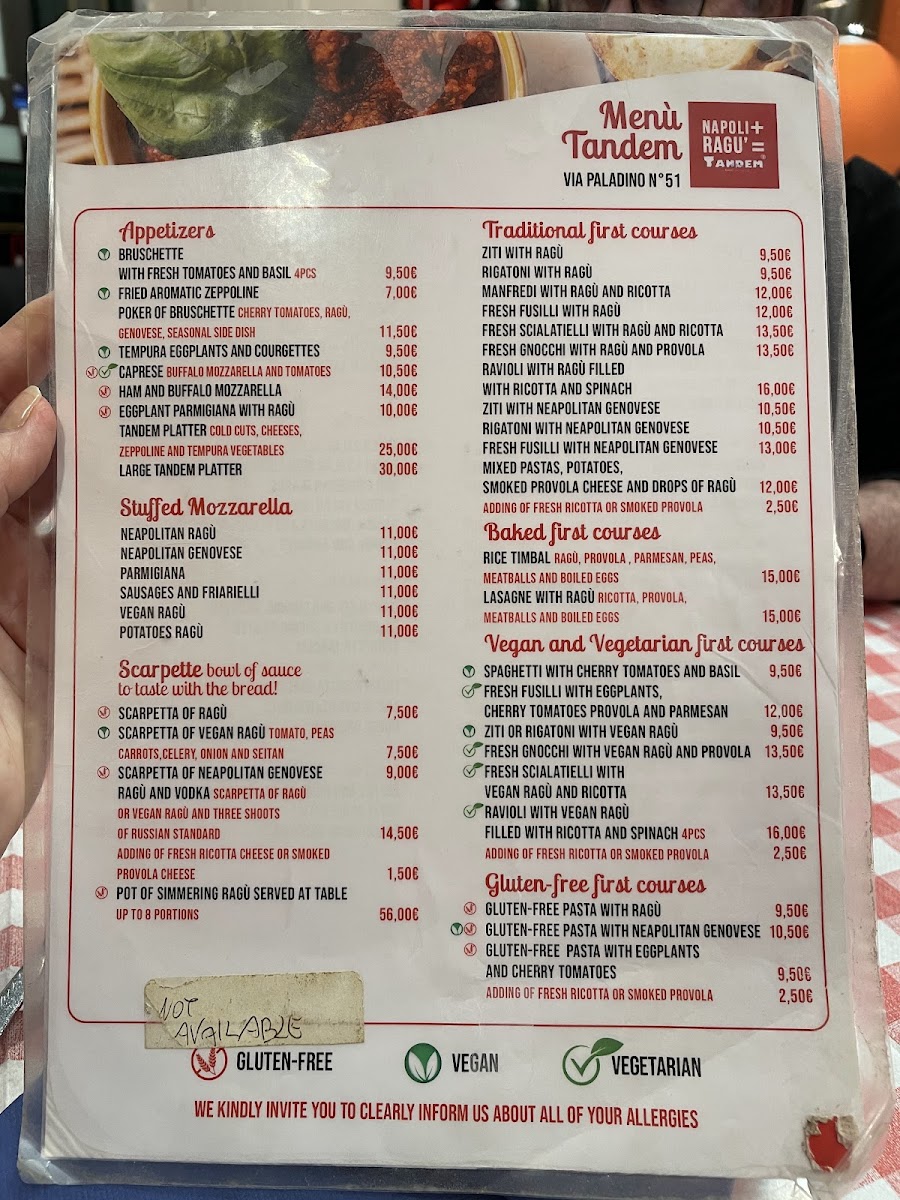 Menù
Tandem
VIA PALADINO N°51
NAPOLI+
RAGU'=
TANDEM
Appetizers
BRUSCHETTE
WITH FRESH TOMATOES AND BASIL 4PCS 9,50€
FRIED AROMATIC ZEPPOLINE 7,00€
POKER OF BRUSCHETTE CHERRY TOMATOES, RAGÙ,
GENOVESE, SEASONAL SIDE DISH 11,50€
TEMPURA EGGPLANTS AND COURGETTES 9,50€
CAPRESE BUFFALO MOZZARELLA AND TOMATOES 10,50€
HAM AND BUFFALO MOZZARELLA 14,00€
EGGPLANT PARMIGIANA WITH RAGÙ 10,00€
TANDEM PLATTER COLD CUTS, CHEESES,
ZEPPOLINE AND TEMPURA VEGETABLES 25,00€
LARGE TANDEM PLATTER 30,00€
Stuffed Mozzarella
NEAPOLITAN RAGÙ 11,00€
NEAPOLITAN GENOVESE 11,00€
PARMIGIANA 11,00€
SAUSAGES AND FRIARIELLI 11,00€
VEGAN RAGÙ 11,00€
POTATOES RAGÙ 11,00€
Scarpette bowl of sauce
to taste with the bread!
SCARPETTA OF RAGÙ 7,50€
SCARPETTA OF VEGAN RAGÙ TOMATO, PEAS
CARROTS,CELERY, ONION AND SEITAN 7,50€
SCARPETTA OF NEAPOLITAN GENOVESE 9,00€
RAGÙ AND VODKA SCARPETTA OF RAGÙ
OR VEGAN RAGÙ AND THREE SHOOTS
OF RUSSIAN STANDARD 14,50€
ADDING OF FRESH RICOTTA CHEESE OR SMOKED
PROVOLA CHEESE 1,50€
POT OF SIMMERING RAGÙ SERVED AT TABLE
UP TO 8 PORTIONS 56,00€
Traditional first courses
ZITI WITH RAGÙ 9,50€
RIGATONI WITH RAGÙ 9,50€
MANFREDI WITH RAGÙ AND RICOTTA 12,00€
FRESH FUSILLI WITH RAGÙ 12,00€
FRESH SCIALATIELLI WITH RAGÙ AND RICOTTA 13,50€
FRESH GNOCCHI WITH RAGÙ AND PROVOLA 13,50€
RAVIOLI WITH RAGÙ FILLED
WITH RICOTTA AND SPINACH 16,00€
ZITI WITH NEAPOLITAN GENOVESE 10,50€
RIGATONI WITH NEAPOLITAN GENOVESE 10,50€
FRESH FUSILLI WITH NEAPOLITAN GENOVESE 13,00€
MIXED PASTAS, POTATOES,
SMOKED PROVOLA CHEESE AND DROPS OF RAGÙ 12,00€
ADDING OF FRESH RICOTTA OR SMOKED PROVOLA 2,50€
Baked first courses
RICE TIMBAL RAGÙ, PROVOLA , PARMESAN, PEAS,
MEATBALLS AND BOILED EGGS 15,00€
LASAGNE WITH RAGÙ RICOTTA, PROVOLA,
MEATBALLS AND BOILED EGGS 15,00€
Vegan and Vegetarian first courses
SPAGHETTI WITH CHERRY TOMATOES AND BASIL 9,50€
FRESH FUSILLI WITH EGGPLANTS,
CHERRY TOMATOES PROVOLA AND PARMESAN 12,00€
ZITI OR RIGATONI WITH VEGAN RAGÙ 9,50€
FRESH GNOCCHI WITH VEGAN RAGÙ AND PROVOLA 13,50€
FRESH SCIALATIELLI WITH
VEGAN RAGÙ AND RICOTTA 13,50€
RAVIOLI WITH VEGAN RAGÙ
FILLED WITH RICOTTA AND SPINACH 4PCS 16,00€
ADDING OF FRESH RICOTTA OR SMOKED PROVOLA 2,50€
Gluten-free first courses
GLUTEN-FREE PASTA WITH RAGÙ 9,50€
GLUTEN-FREE PASTA WITH NEAPOLITAN GENOVESE 10,50€
GLUTEN-FREE PASTA WITH EGGPLANTS
AND CHERRY TOMATOES 9,50€
ADDING OF FRESH RICOTTA OR SMOKED PROVOLA 2,50€
NOT
AVAILABLE
GLUTEN-FREE VEGAN VEGETARIAN
WE KINDLY INVITE YOU TO CLEARLY INFORM US ABOUT ALL OF YOUR ALLERGIES